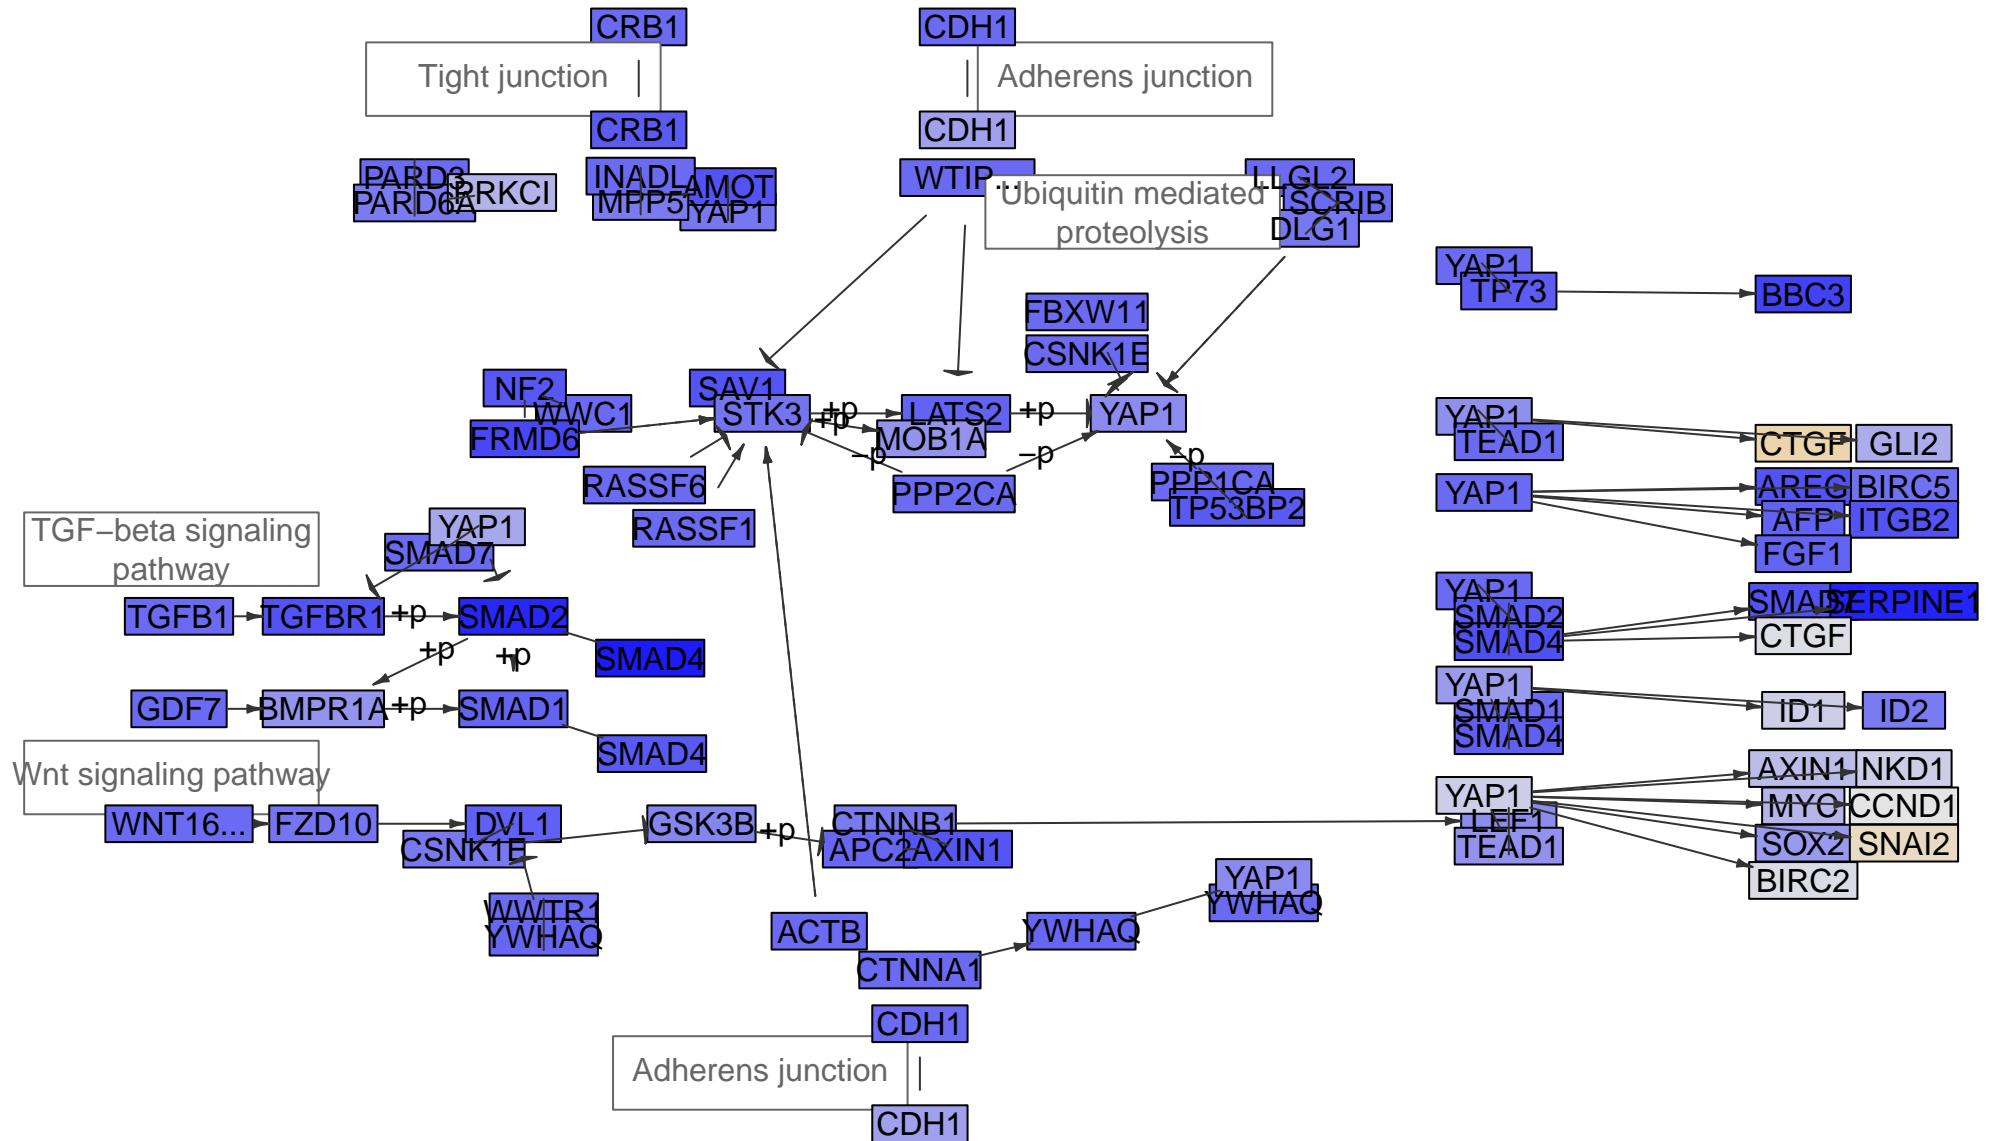 CRB1
CDH1
Tight junction
Adherens junction
CRB1
CDH1
PARD3
PRKCI
PARD6A
INADL
AMOT
MPP5
YAP1
WTIP...
LLGL2
Ubiquitin mediated
proteolysis
SCRIB
DLG1
YAP1
TP73
BBC3
FBXW11
CSNK1E
NF2
WWC1
FRMD6
SAV1
STK3
+p
+p
LATS2
MOB1A
+p
YAP1
−p
−p
−p
YAP1
TEAD1
CTGF
GLI2
RASSF6
RASSF1
PPP2CA
PPP1CA
TP53BP2
YAP1
AREG
BIRC5
AFP
ITGB2
FGF1
TGF−beta signaling
pathway
YAP1
SMAD7
TGFB1
TGFBR1
+p
SMAD2
+p
+p
SMAD4
YAP1
SMAD2
SMAD4
SMAD7
SERPINE1
CTGF
GDF7
BMPR1A
+p
SMAD1
SMAD4
YAP1
SMAD1
SMAD4
ID1
ID2
Wnt signaling pathway
WNT16...
FZD10
DVL1
CSNK1E
GSK3B
+p
CTNNB1
APC2
AXIN1
YAP1
LEF1
TEAD1
AXIN1
NKD1
MYC
CCND1
SOX2
SNAI2
BIRC2
WWTR1
YWHAQ
ACTB
CTNNA1
YWHAQ
YAP1
YWHAQ
CDH1
Adherens junction
CDH1